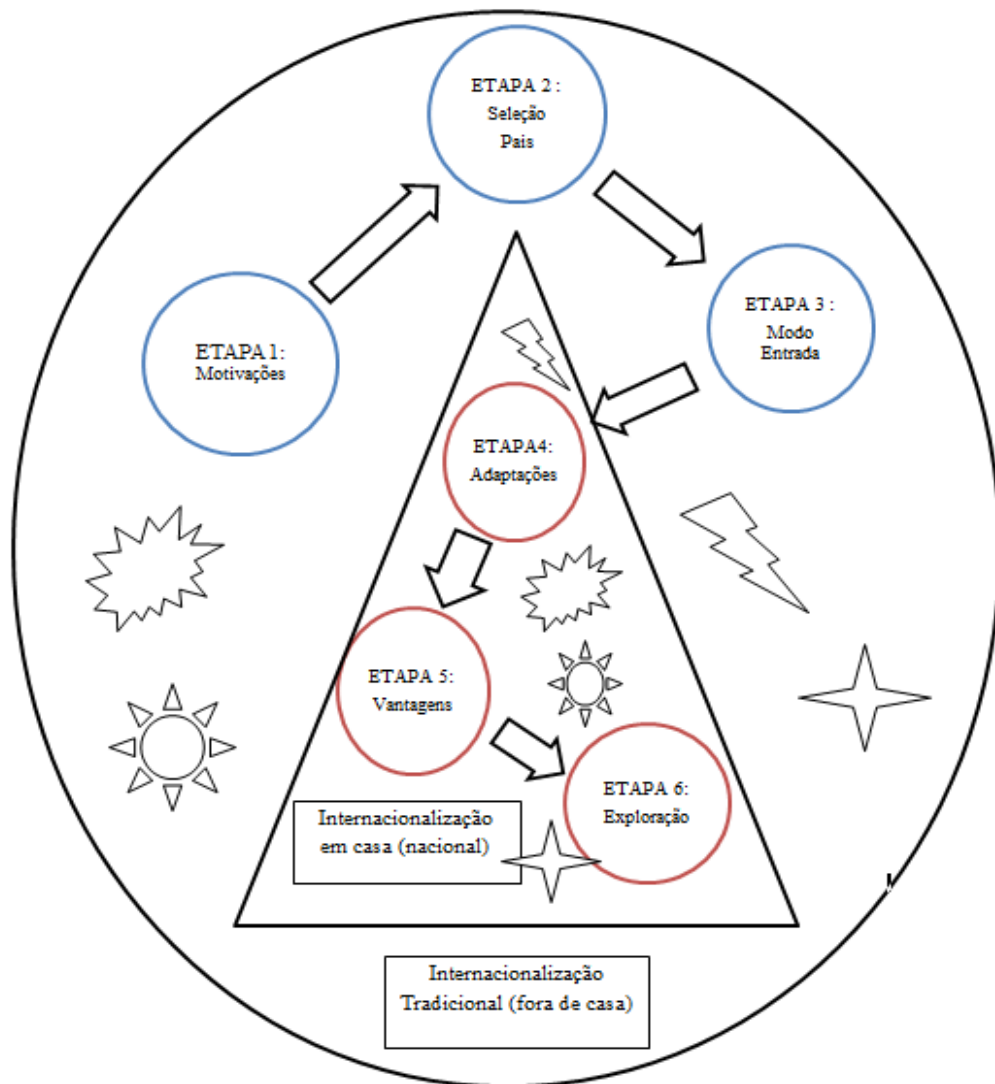 ETAPA 2 :
Seleção
Pais
ETAPA 3 :
Modo
Entrada
ETAPA 1:
Motivações
ETAPA4:
Adaptações
ETAPA 5:
Vantagens
ETAPA 6:
Exploração
Internacionalização
em casa (nacional)
Internacionalização
Tradicional (fora de casa)